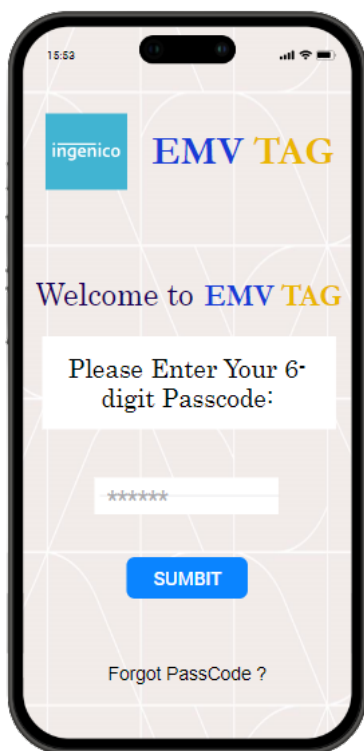 15:53
ingenico EMV TAG
Welcome to EMV TAG
Please Enter Your 6-
digit Passcode:
******
SUMBIT
Forgot PassCode ?